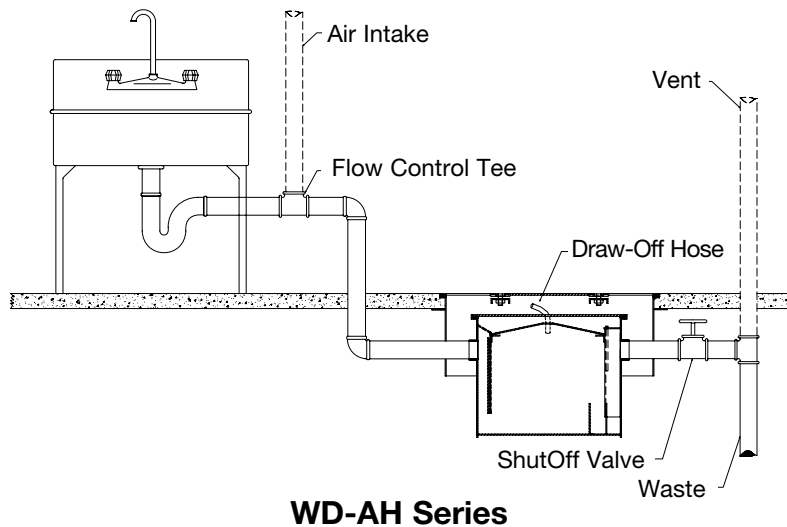 Air Intake
Vent
Flow Control Tee
Draw-Off Hose
ShutOff Valve
Waste
WD-AH Series